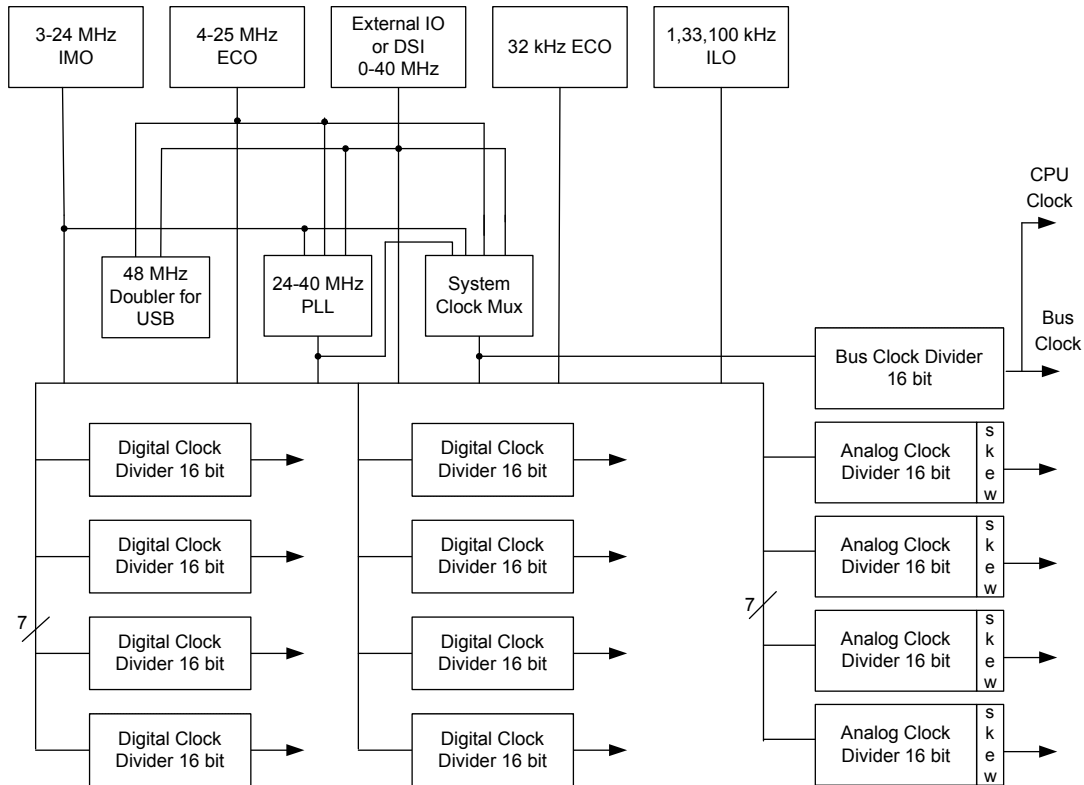 3-24 MHz
IMO
4-25 MHz
ECO
External IO
or DSI
0-40 MHz
32 kHz ECO
1,33,100 kHz
ILO
CPU
Clock
48 MHz
Doubler for
USB
24-40 MHz
PLL
System
Clock Mux
Bus
Clock
Bus Clock Divider
16 bit
Digital Clock
Divider 16 bit
Digital Clock
Divider 16 bit
Analog Clock
Divider 16 bit
s
k
e
w
Digital Clock
Divider 16 bit
Digital Clock
Divider 16 bit
Analog Clock
Divider 16 bit
s
k
e
w
7
7
Digital Clock
Divider 16 bit
Digital Clock
Divider 16 bit
Analog Clock
Divider 16 bit
s
k
e
w
Digital Clock
Divider 16 bit
Digital Clock
Divider 16 bit
Analog Clock
Divider 16 bit
s
k
e
w